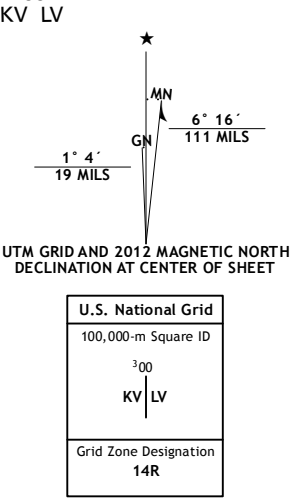 KV LV
★
MN
GN
6° 16´
111 MILS
1° 4´
19 MILS
UTM GRID AND 2012 MAGNETIC NORTH
DECLINATION AT CENTER OF SHEET
U.S. National Grid
100,000-m Square ID
³00
KV LV
Grid Zone Designation
14R